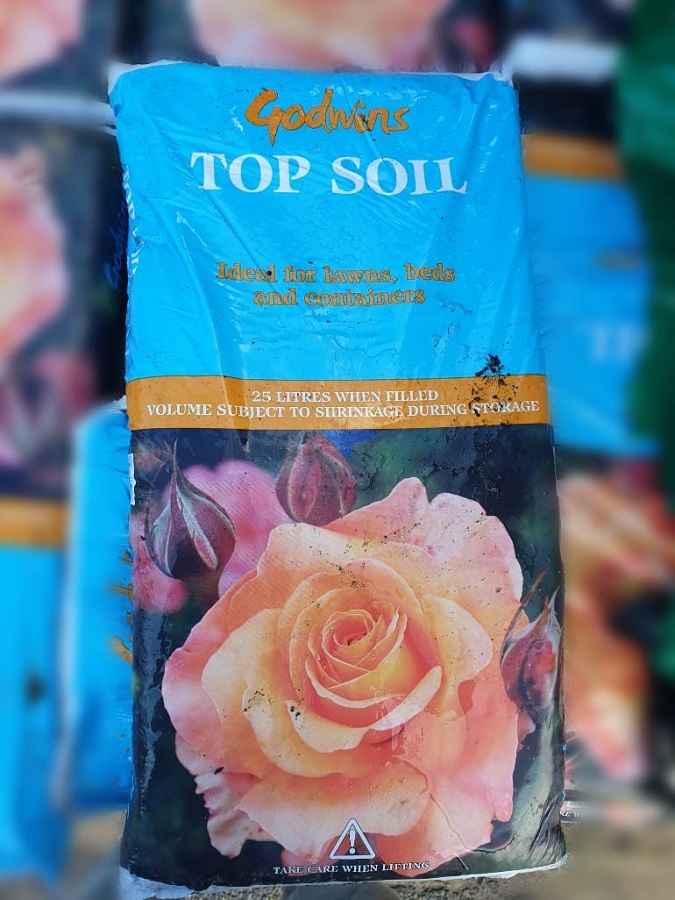 Godwins
TOP SOIL
Ideal for lawns, beds
and containers
25 LITRES WHEN FILLED
VOLUME SUBJECT TO SHRINKAGE DURING STORAGE
TAKE CARE WHEN LIFTING